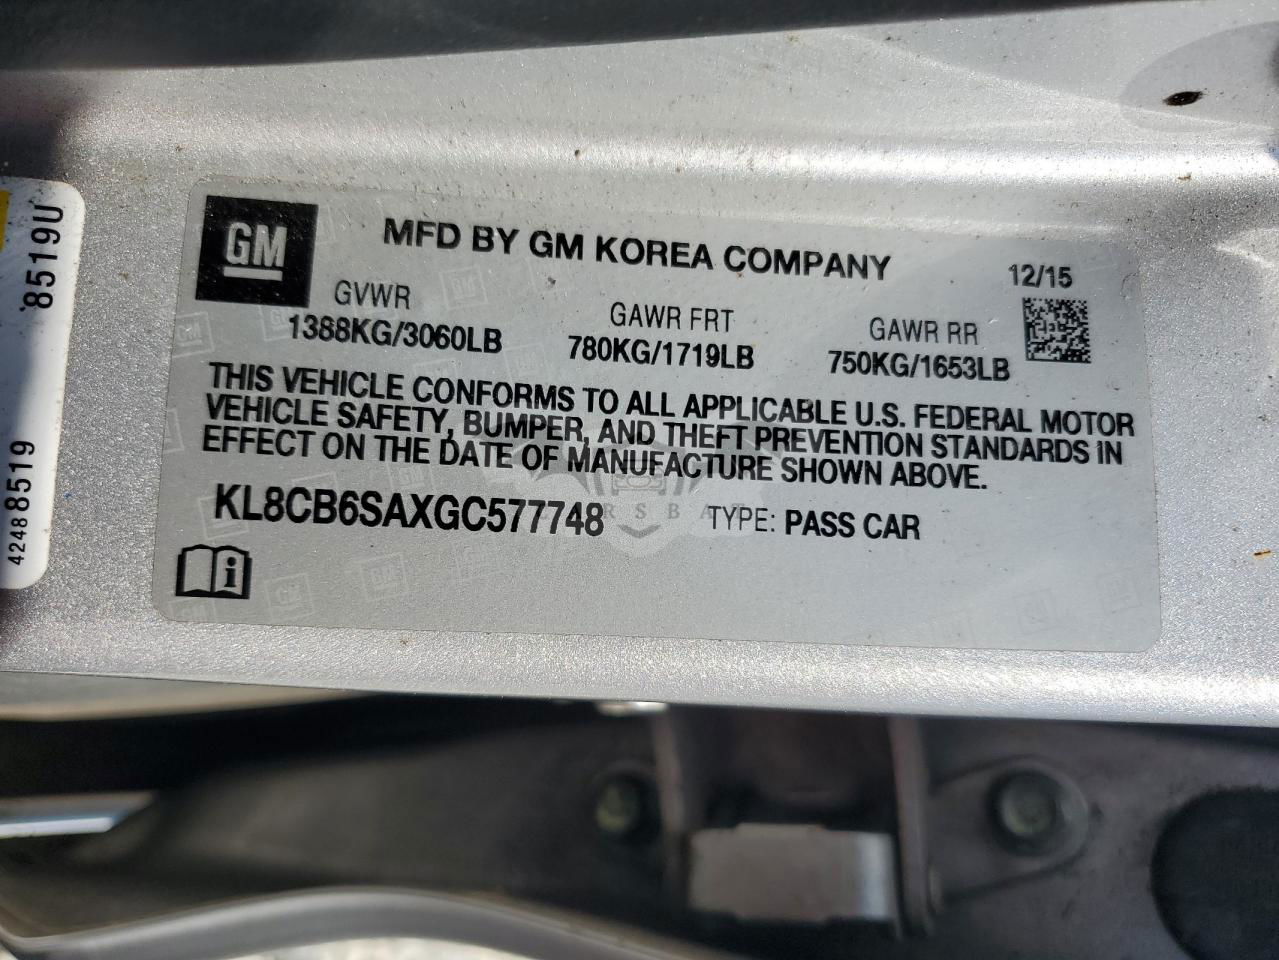 GM
MFD BY GM KOREA COMPANY
12/15
GVWR
1388KG/3060LB
GAWR FRT
780KG/1719LB
GAWR RR
750KG/1653LB
THIS VEHICLE CONFORMS TO ALL APPLICABLE U.S. FEDERAL MOTOR
VEHICLE SAFETY, BUMPER, AND THEFT PREVENTION STANDARDS IN
EFFECT ON THE DATE OF MANUFACTURE SHOWN ABOVE.
KL8CB6SAXGC577748
TYPE: PASS CAR
8519U
42488519